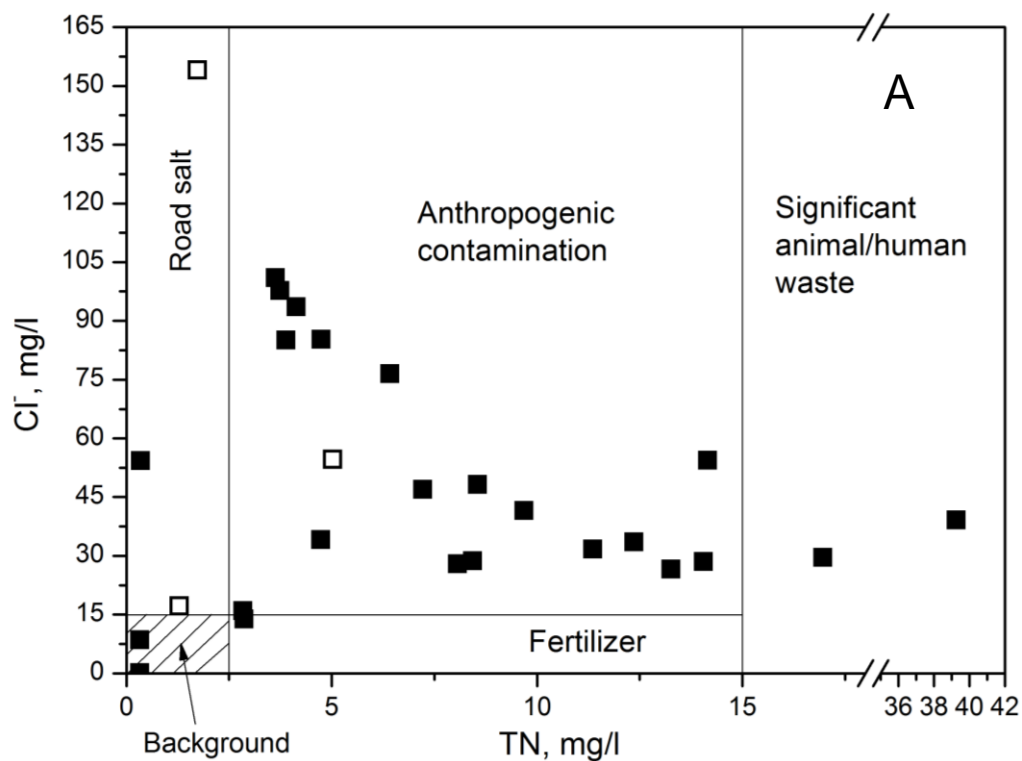 165
150
135
120
105
90
75
60
45
30
15
0
Cl⁻, mg/l
A
Road salt
Anthropogenic
contamination
Significant
animal/human
waste
Fertilizer
0 5 10 15 36 38 40 42
Background
TN, mg/l